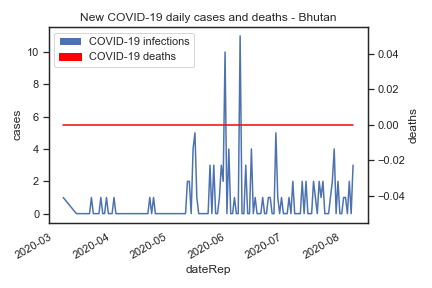 New COVID-19 daily cases and deaths - Bhutan
COVID-19 infections
COVID-19 deaths
10
8
6
4
2
0
cases
0.04
0.02
0.00
−0.02
−0.04
deaths
2020-03
2020-04
2020-05
2020-06
2020-07
2020-08
dateRep